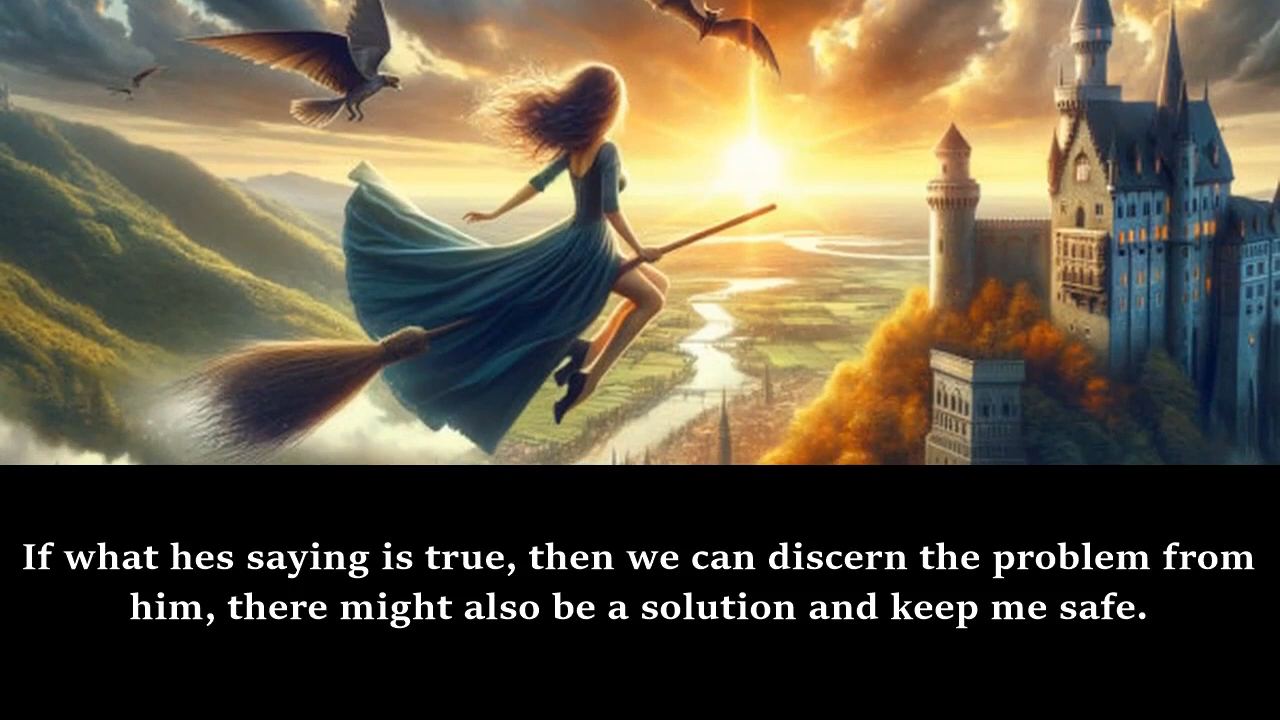 If what hes saying is true, then we can discern the problem from
him, there might also be a solution and keep me safe.